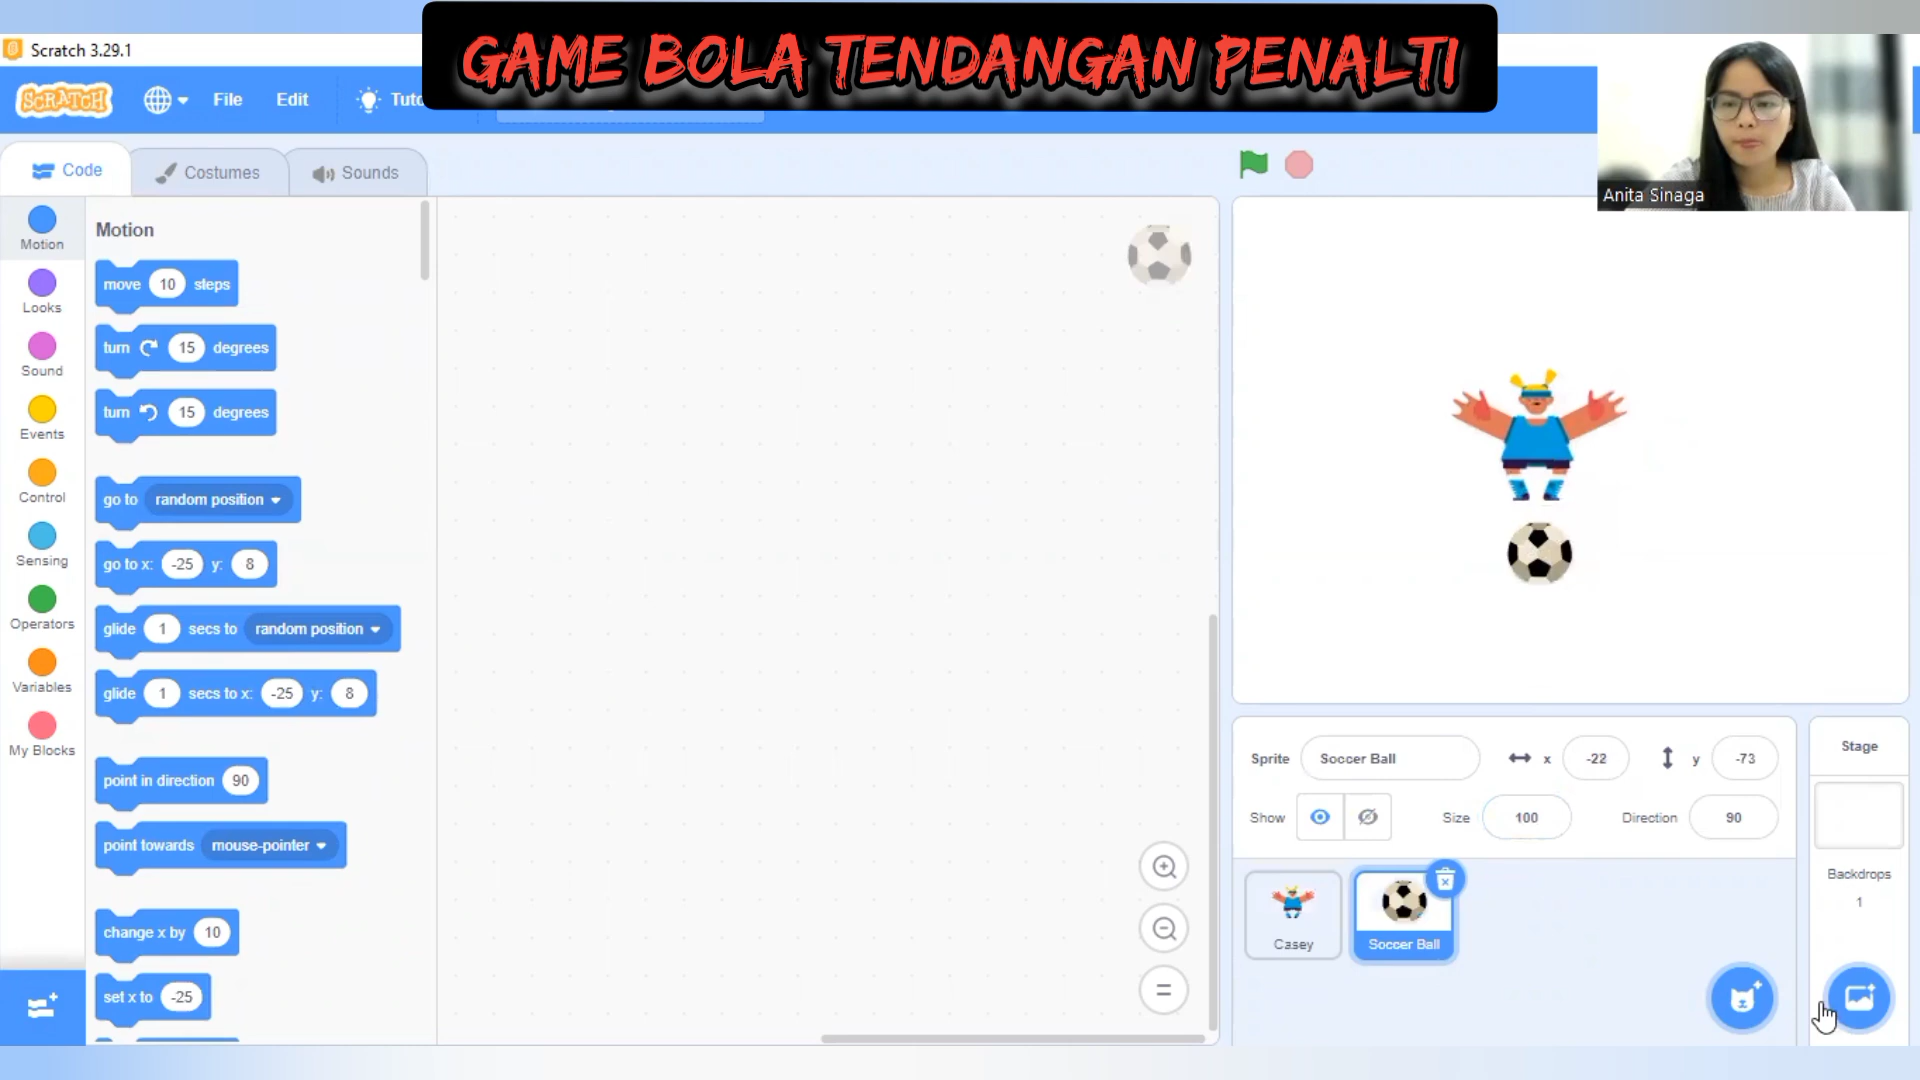 GAME BOLA TENDANGAN PENALTI
Scratch 3.29.1
SCRATCH
File
Edit
Tuto
Anita Sinaga
Code
Costumes
Sounds
Motion
Looks
Sound
Events
Control
Sensing
Operators
Variables
My Blocks
Motion
move 10 steps
turn 15 degrees
turn 15 degrees
go to random position
go to x: -25 y: 8
glide 1 secs to random position
glide 1 secs to x: -25 y: 8
point in direction 90
point towards mouse-pointer
change x by 10
set x to -25
Sprite Soccer Ball x -22 y -73
Show Size 100 Direction 90
Casey
Soccer Ball
Stage
Backdrops
1